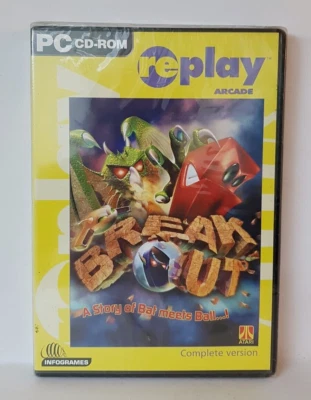 PC CD-ROM
replay
ARCADE
BREAK
OUT
A Story of Bat meets Ball...!
INFOGRAMES
ATARI
Complete version